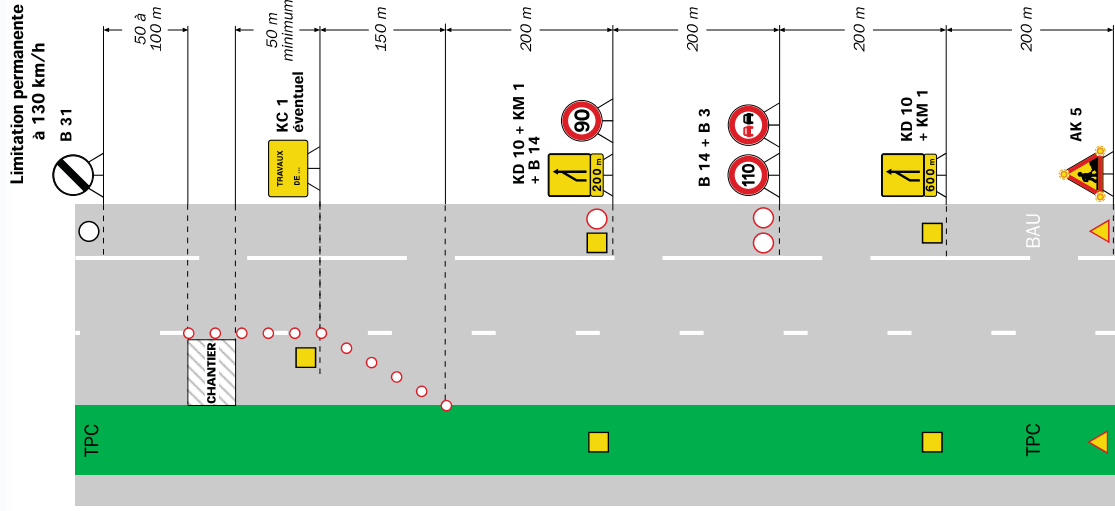 Limitation permanente
à 130 km/h
B 31
50 à
100 m
50 m
minimum
150 m
200 m
200 m
200 m
200 m
KC 1
éventuel
TRAVAUX
DE...
KD 10 + KM 1
+ B 14
90
200 m
B 14 + B 3
110
KD 10
+ KM 1
600 m
AK 5
BAU
CHANTIER
TPC
TPC